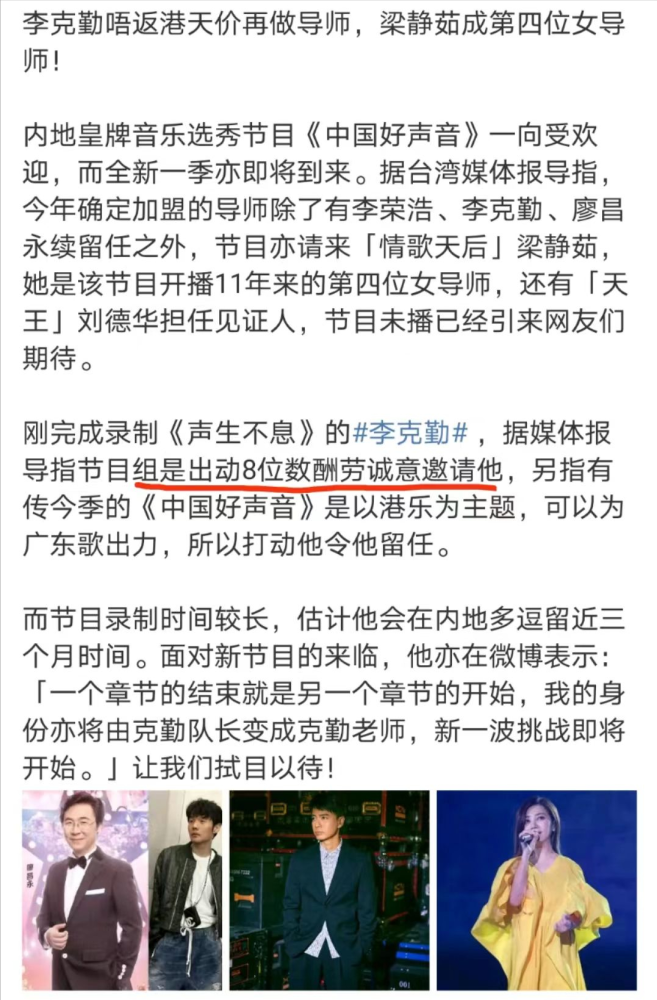 李克勤唔返港天价再做导师，梁静茹成第四位女导
师！
内地皇牌音乐选秀节目《中国好声音》一向受欢
迎，而全新一季亦即将到来。据台湾媒体报导指，
今年确定加盟的导师除了有李荣浩、李克勤、廖昌
永续留任之外，节目亦请来「情歌天后」梁静茹，
她是该节目开播11年来的第四位女导师，还有「天
王」刘德华担任见证人，节目未播已经引来网友们
期待。
刚完成录制《声生不息》的#李克勤# ，据媒体报
导指节目组是出动8位数酬劳诚意邀请他，另指有
传今季的《中国好声音》是以港乐为主题，可以为
广东歌出力，所以打动他令他留任。
而节目录制时间较长，估计他会在内地多逗留近三
个月时间。面对新节目的来临，他亦在微博表示：
「一个章节的结束就是另一个章节的开始，我的身
份亦将由克勤队长变成克勤老师，新一波挑战即将
开始。」让我们拭目以待！
廖昌永